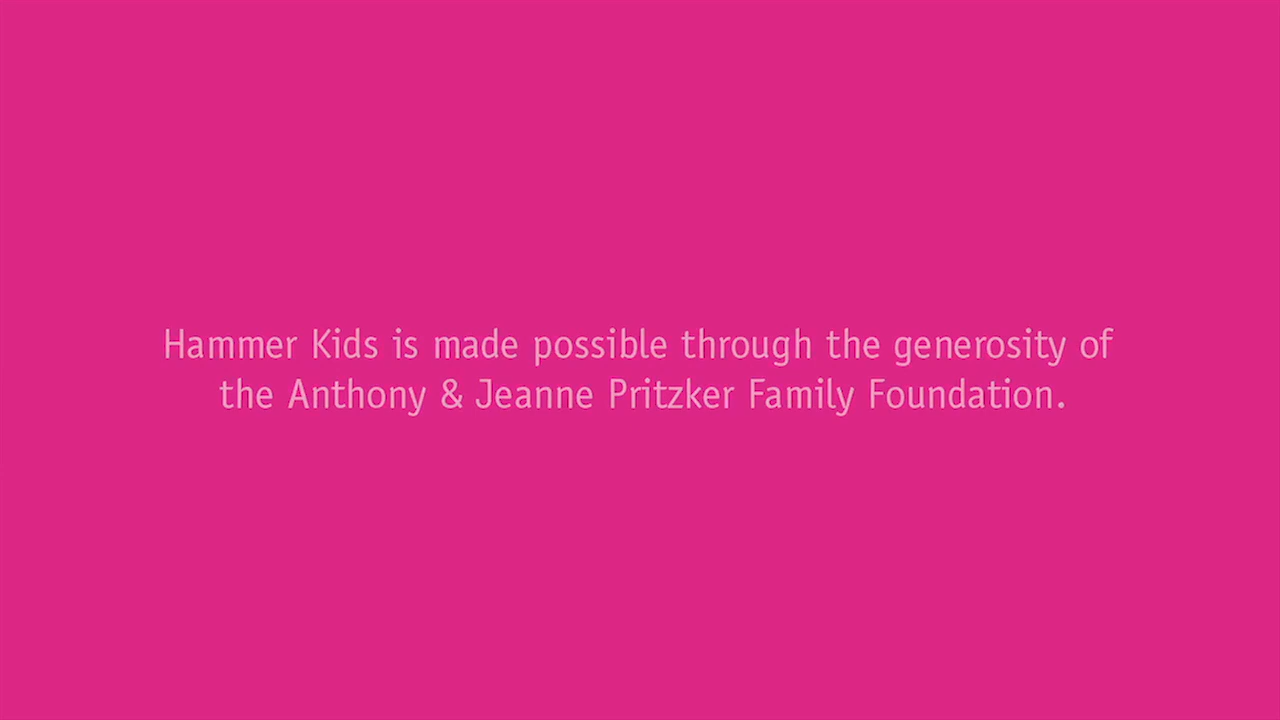 Hammer Kids is made possible through the generosity of
the Anthony & Jeanne Pritzker Family Foundation.